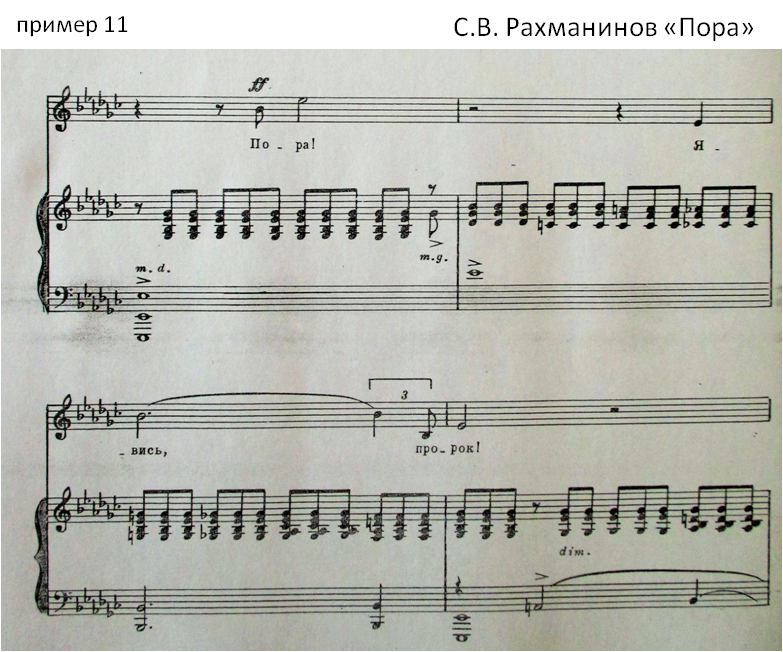 пример 11
С.В. Рахманинов «Пора»
ff
По - ра! Я -
m. d.
m. g.
3
- вись, про - рок!
dim.